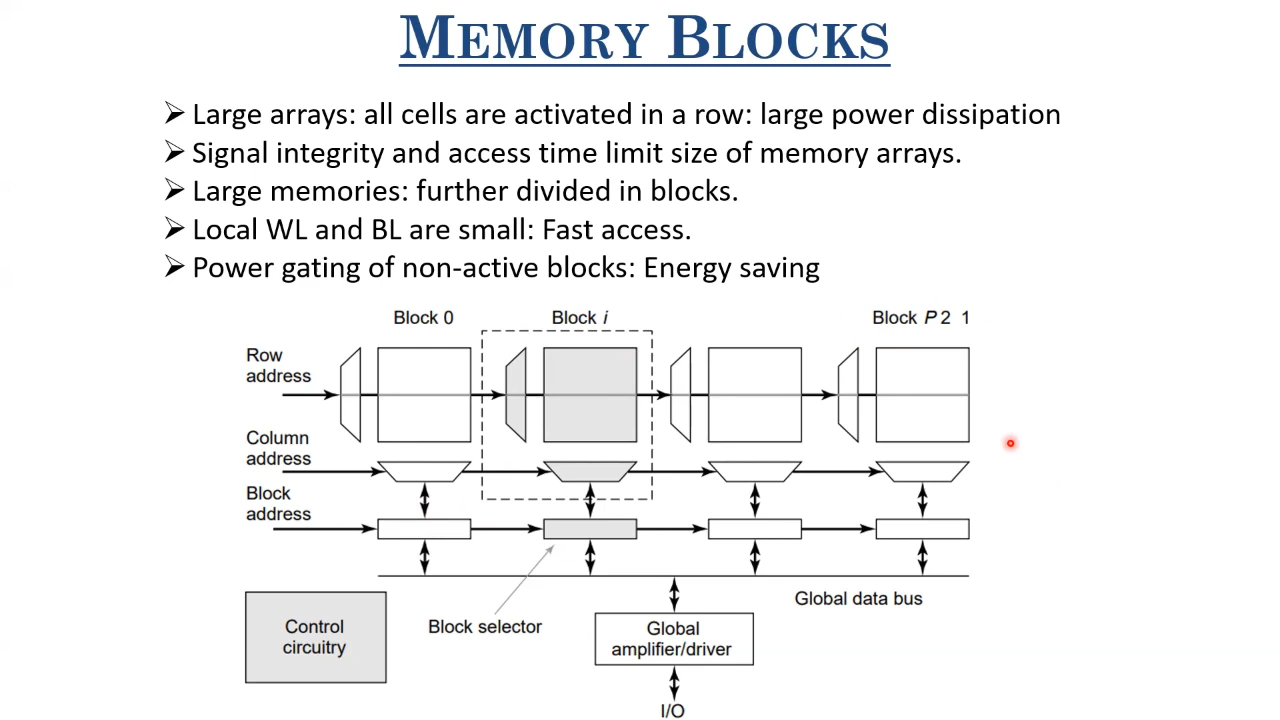 MEMORY BLOCKS
➢ Large arrays: all cells are activated in a row: large power dissipation
➢ Signal integrity and access time limit size of memory arrays.
➢ Large memories: further divided in blocks.
➢ Local WL and BL are small: Fast access.
➢ Power gating of non-active blocks: Energy saving
Block 0
Block i
Block P 2 1
Row
address
Column
address
Block
address
Global data bus
Control
circuitry
Block selector
Global
amplifier/driver
I/O